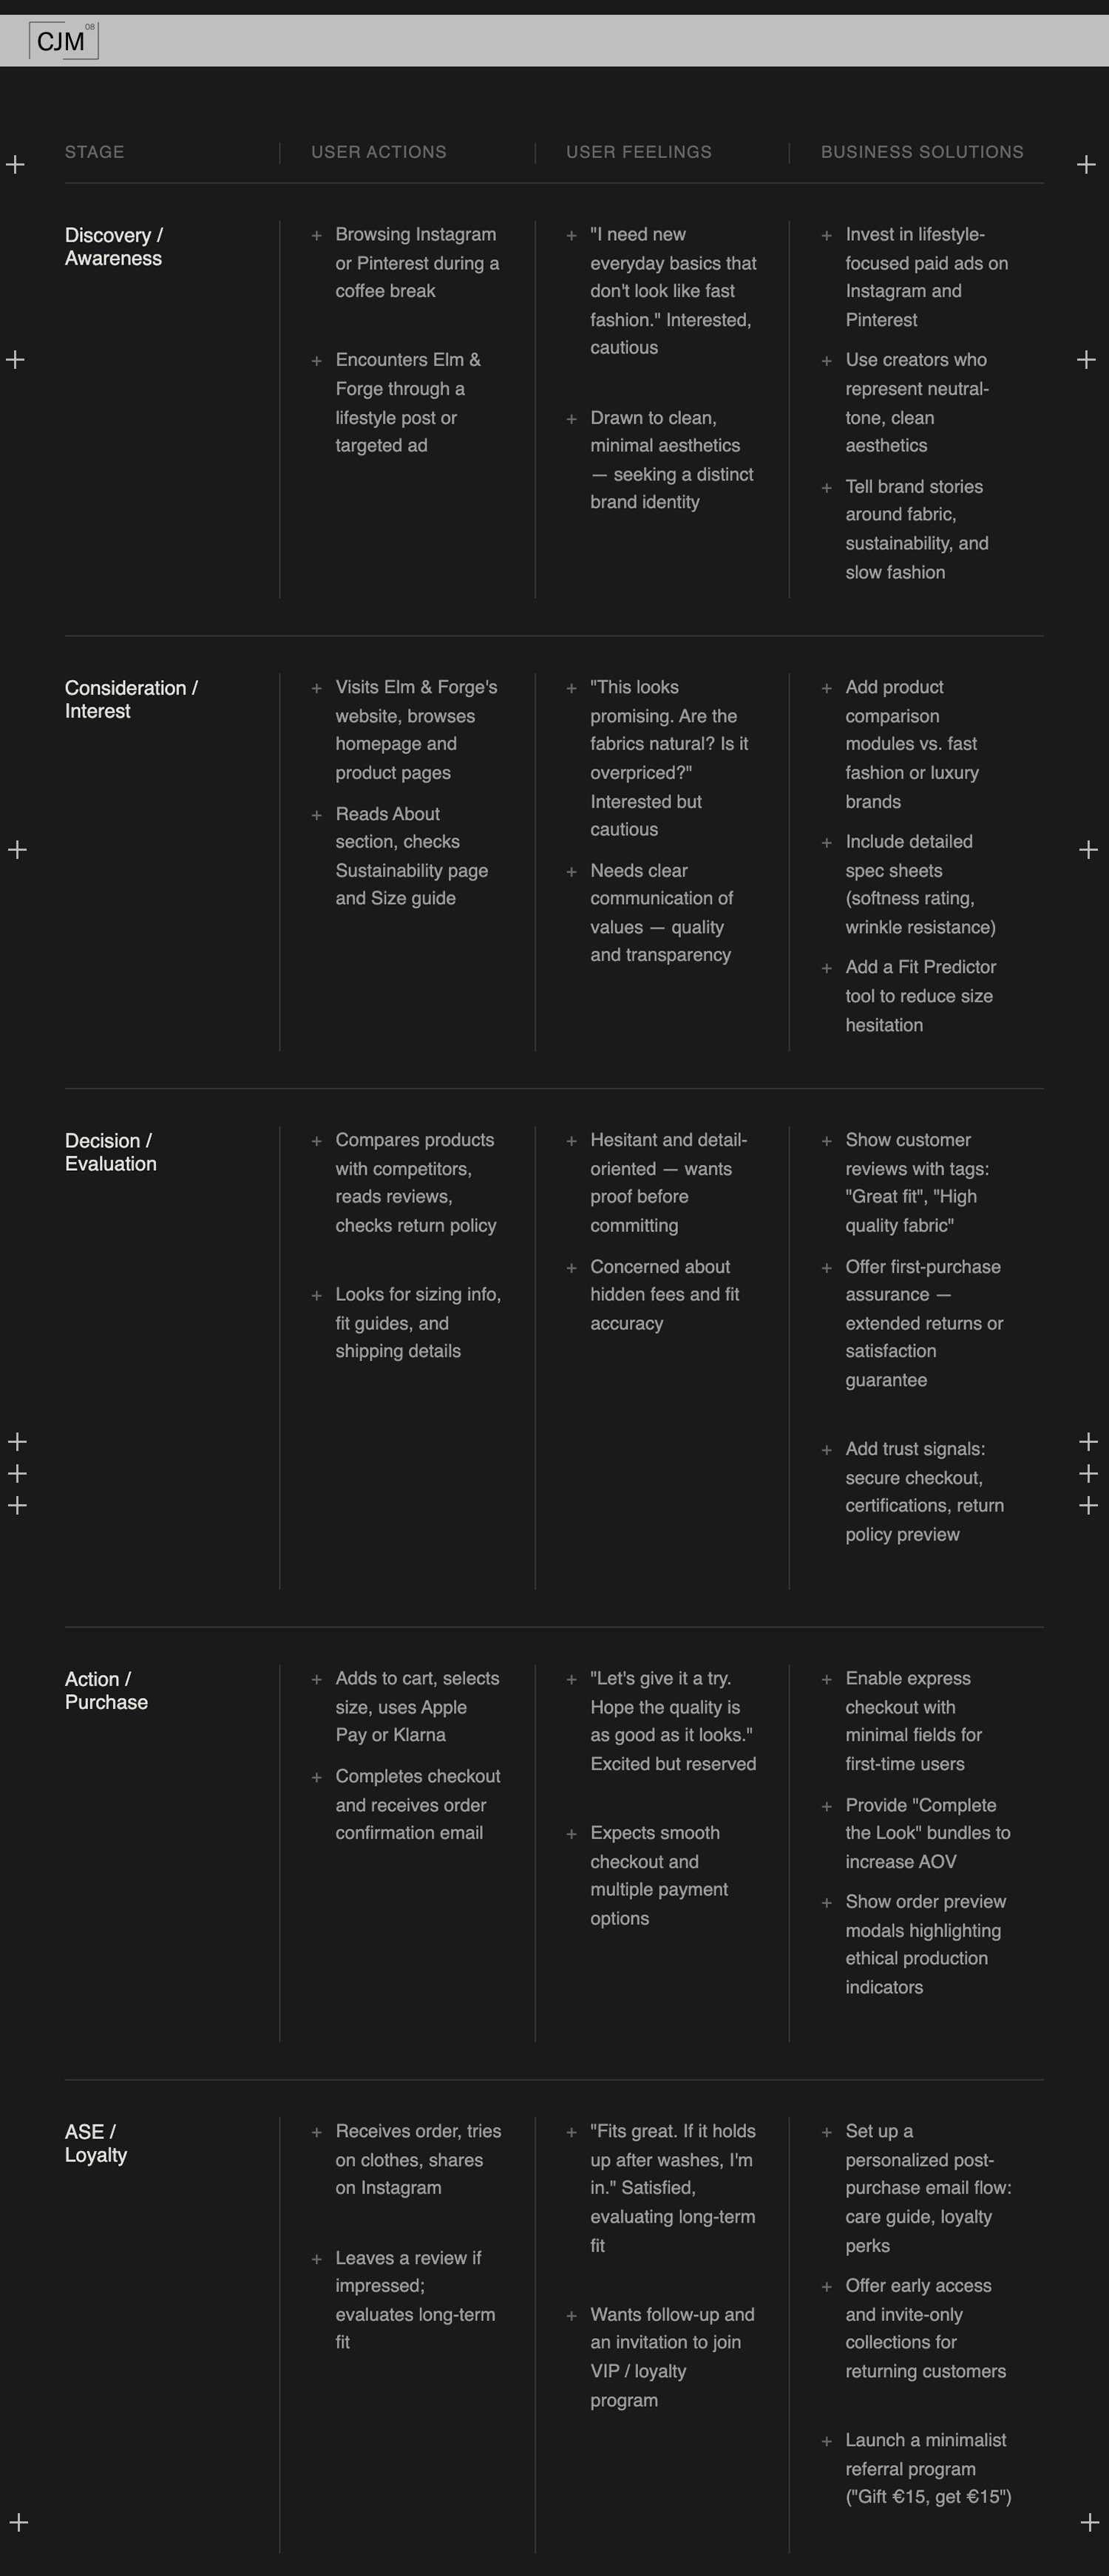 CJM
08
STAGE
USER ACTIONS
USER FEELINGS
BUSINESS SOLUTIONS
Discovery /
Awareness
+ Browsing Instagram
or Pinterest during a
coffee break
+ Encounters Elm &
Forge through a
lifestyle post or
targeted ad
+ "I need new
everyday basics that
don't look like fast
fashion." Interested,
cautious
+ Drawn to clean,
minimal aesthetics
— seeking a distinct
brand identity
+ Invest in lifestyle-
focused paid ads on
Instagram and
Pinterest
+ Use creators who
represent neutral-
tone, clean
aesthetics
+ Tell brand stories
around fabric,
sustainability, and
slow fashion
Consideration /
Interest
+ Visits Elm & Forge's
website, browses
homepage and
product pages
+ Reads About
section, checks
Sustainability page
and Size guide
+ "This looks
promising. Are the
fabrics natural? Is it
overpriced?"
Interested but
cautious
+ Needs clear
communication of
values — quality
and transparency
+ Add product
comparison
modules vs. fast
fashion or luxury
brands
+ Include detailed
spec sheets
(softness rating,
wrinkle resistance)
+ Add a Fit Predictor
tool to reduce size
hesitation
Decision /
Evaluation
+ Compares products
with competitors,
reads reviews,
checks return policy
+ Looks for sizing info,
fit guides, and
shipping details
+ Hesitant and detail-
oriented — wants
proof before
committing
+ Concerned about
hidden fees and fit
accuracy
+ Show customer
reviews with tags:
"Great fit", "High
quality fabric"
+ Offer first-purchase
assurance —
extended returns or
satisfaction
guarantee
+ Add trust signals:
secure checkout,
certifications, return
policy preview
Action /
Purchase
+ Adds to cart, selects
size, uses Apple
Pay or Klarna
+ Completes checkout
and receives order
confirmation email
+ "Let's give it a try.
Hope the quality is
as good as it looks."
Excited but reserved
+ Expects smooth
checkout and
multiple payment
options
+ Enable express
checkout with
minimal fields for
first-time users
+ Provide "Complete
the Look" bundles to
increase AOV
+ Show order preview
modals highlighting
ethical production
indicators
ASE /
Loyalty
+ Receives order, tries
on clothes, shares
on Instagram
+ Leaves a review if
impressed;
evaluates long-term
fit
+ "Fits great. If it holds
up after washes, I'm
in." Satisfied,
evaluating long-term
fit
+ Wants follow-up and
an invitation to join
VIP / loyalty
program
+ Set up a
personalized post-
purchase email flow:
care guide, loyalty
perks
+ Offer early access
and invite-only
collections for
returning customers
+ Launch a minimalist
referral program
("Gift €15, get €15")